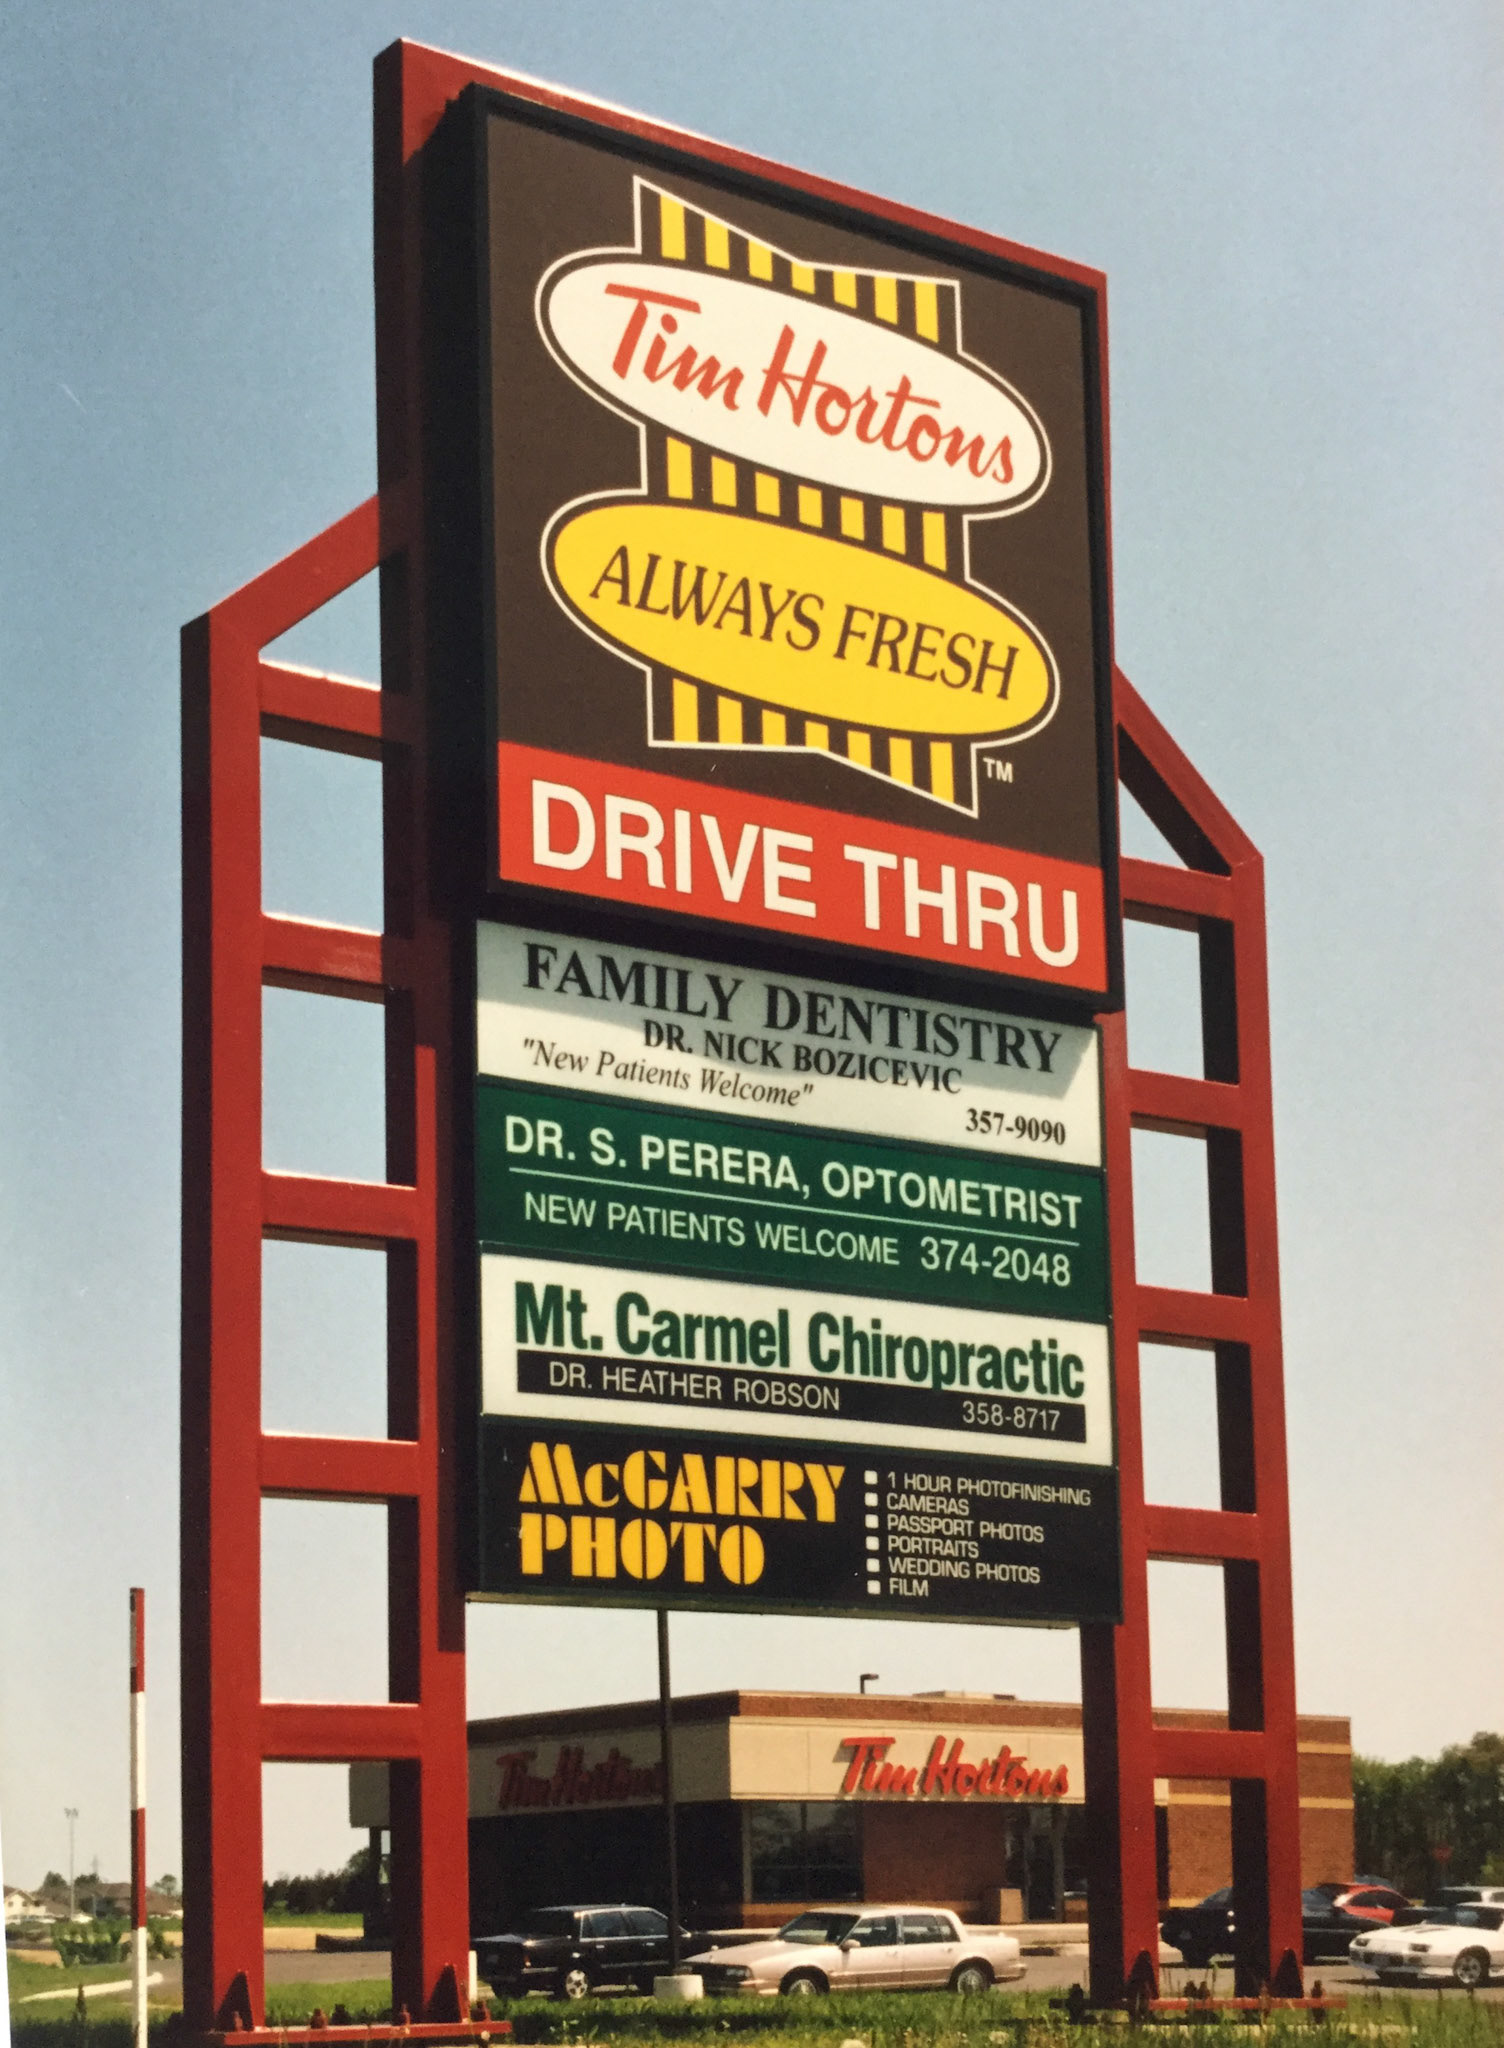 Tim Hortons
ALWAYS FRESH
TM
DRIVE THRU
FAMILY DENTISTRY
DR. NICK BOZICEVIC
"New Patients Welcome"
357-9090
DR. S. PERERA, OPTOMETRIST
NEW PATIENTS WELCOME 374-2048
Mt. Carmel Chiropractic
DR. HEATHER ROBSON 358-8717
McGARRY
PHOTO
1 HOUR PHOTOFINISHING
CAMERAS
PASSPORT PHOTOS
PORTRAITS
WEDDING PHOTOS
FILM
Tim Hortons
Tim Hortons